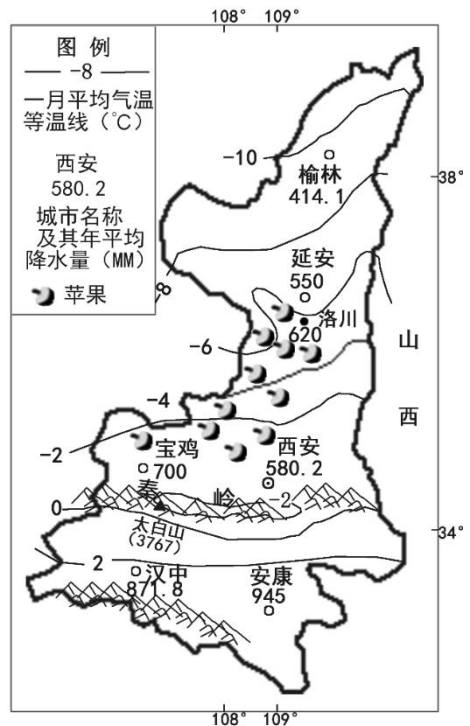 108° 109°
图 例
-8
一月平均气温
等温线（℃）
西安
580.2
城市名称
及其年平均
降水量（MM）
苹果
-10
榆林
414.1
38°
-8
延安
550
洛川
620
-6
山
西
-4
-2
宝鸡
700
西安
580.2
秦 岭
-2
0
太白山
(3767)
34°
2
汉中
871.8
安康
945
108° 109°